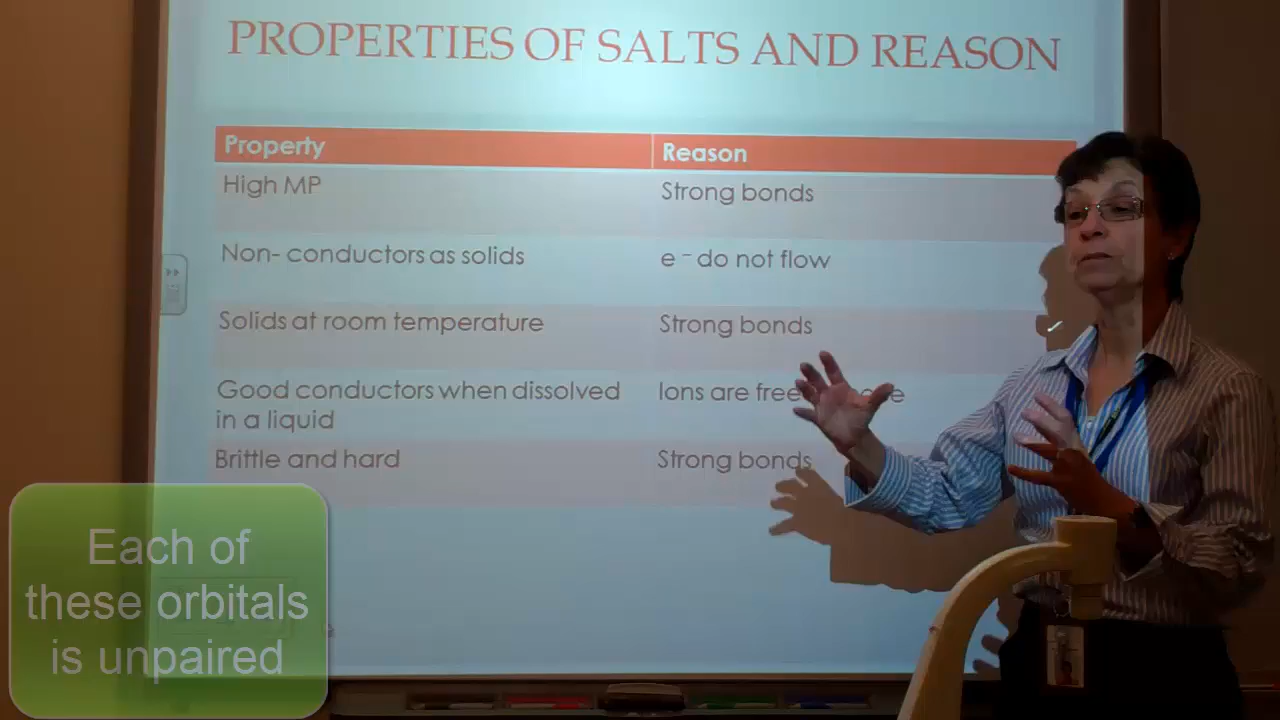 PROPERTIES OF SALTS AND REASON
Property Reason
High MP Strong bonds
Non- conductors as solids e – do not flow
Solids at room temperature Strong bonds
Good conductors when dissolved Ions are free
in a liquid
Brittle and hard Strong bonds
Each of
these orbitals
is unpaired